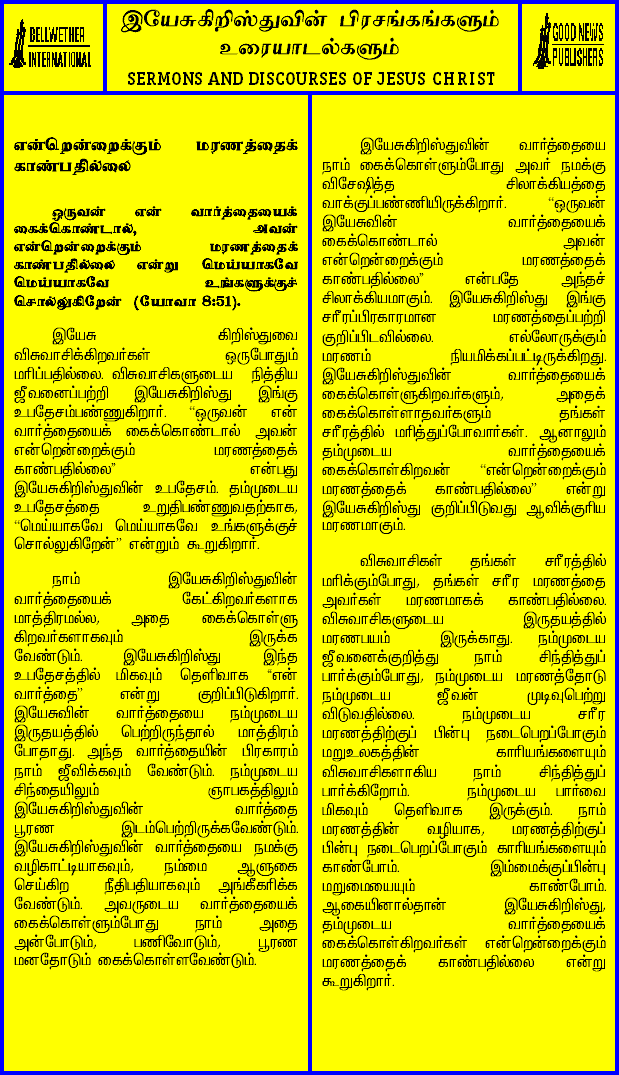 BELLWETHER
INTERNATIONAL
இயேசுகிறிஸ்துவின் பிரசங்கங்களும்
உரையாடல்களும்
SERMONS AND DISCOURSES OF JESUS CHRIST
GOOD NEWS
PUBLISHERS
என்றென்றைக்கும் மரணத்தைக்
காண்பதில்லை
ஒருவன் என் வார்த்தையைக்
கைக்கொண்டால், அவன்
என்றென்றைக்கும் மரணத்தைக்
காண்பதில்லை என்று மெய்யாகவே
மெய்யாகவே உங்களுக்குச்
சொல்லுகிறேன் (யோவா 8:51).
இயேசு கிறிஸ்துவை
விசுவாசிக்கிறவர்கள் ஒருபோதும்
மரிப்பதில்லை. விசுவாசிகளுடைய நித்திய
ஜீவனைப்பற்றி இயேசுகிறிஸ்து இங்கு
உபதேசம்பண்ணுகிறார். “ஒருவன் என்
வார்த்தையைக் கைக்கொண்டால் அவன்
என்றென்றைக்கும் மரணத்தைக்
காண்பதில்லை” என்பது
இயேசுகிறிஸ்துவின் உபதேசம். தம்முடைய
உபதேசத்தை உறுதிபண்ணுவதற்காக,
“மெய்யாகவே மெய்யாகவே உங்களுக்குச்
சொல்லுகிறேன்” என்றும் கூறுகிறார்.
நாம் இயேசுகிறிஸ்துவின்
வார்த்தையைக் கேட்கிறவர்களாக
மாத்திரமல்ல, அதை கைக்கொள்ளு
கிறவர்களாகவும் இருக்க
வேண்டும். இயேசுகிறிஸ்து இந்த
உபதேசத்தில் மிகவும் தெளிவாக “என்
வார்த்தை” என்று குறிப்பிடுகிறார்.
இயேசுவின் வார்த்தையை நம்முடைய
இருதயத்தில் பெற்றிருந்தால் மாத்திரம்
போதாது. அந்த வார்த்தையின் பிரகாரம்
நாம் ஜீவிக்கவும் வேண்டும். நம்முடைய
சிந்தையிலும் ஞாபகத்திலும்
இயேசுகிறிஸ்துவின் வார்த்தை
பூரண இடம்பெற்றிருக்கவேண்டும்.
இயேசுகிறிஸ்துவின் வார்த்தையை நமக்கு
வழிகாட்டியாகவும், நம்மை ஆளுகை
செய்கிற நீதிபதியாகவும் அங்கீகரிக்க
வேண்டும். அவருடைய வார்த்தையைக்
கைக்கொள்ளும்போது நாம் அதை
அன்போடும், பணிவோடும், பூரண
மனதோடும் கைக்கொள்ளவேண்டும்.
இயேசுகிறிஸ்துவின் வார்த்தையை
நாம் கைக்கொள்ளும்போது அவர் நமக்கு
விசேஷித்த சிலாக்கியத்தை
வாக்குப்பண்ணியிருக்கிறார். “ஒருவன்
இயேசுவின் வார்த்தையைக்
கைக்கொண்டால் அவன்
என்றென்றைக்கும் மரணத்தைக்
காண்பதில்லை” என்பதே அந்தச்
சிலாக்கியமாகும். இயேசுகிறிஸ்து இங்கு
சரீரப்பிரகாரமான மரணத்தைப்பற்றி
குறிப்பிடவில்லை. எல்லோருக்கும்
மரணம் நியமிக்கப்பட்டிருக்கிறது.
இயேசுகிறிஸ்துவின் வார்த்தையைக்
கைக்கொள்ளுகிறவர்களும், அதைக்
கைக்கொள்ளாதவர்களும் தங்கள்
சரீரத்தில் மரித்துப்போவார்கள். ஆனாலும்
தம்முடைய வார்த்தையைக்
கைக்கொள்கிறவன் “என்றென்றைக்கும்
மரணத்தைக் காண்பதில்லை” என்று
இயேசுகிறிஸ்து குறிப்பிடுவது ஆவிக்குரிய
மரணமாகும்.
விசுவாசிகள் தங்கள் சரீரத்தில்
மரிக்கும்போது, தங்கள் சரீர மரணத்தை
அவர்கள் மரணமாகக் காண்பதில்லை.
விசுவாசிகளுடைய இருதயத்தில்
மரணபயம் இருக்காது. நம்முடைய
ஜீவனைக்குறித்து நாம் சிந்தித்துப்
பார்க்கும்போது, நம்முடைய மரணத்தோடு
நம்முடைய ஜீவன் முடிவுபெற்று
விடுவதில்லை. நம்முடைய சரீர
மரணத்திற்குப் பின்பு நடைபெறப்போகும்
மறுஉலகத்தின் காரியங்களையும்
விசுவாசிகளாகிய நாம் சிந்தித்துப்
பார்க்கிறோம். நம்முடைய பார்வை
மிகவும் தெளிவாக இருக்கும். நாம்
மரணத்தின் வழியாக, மரணத்திற்குப்
பின்பு நடைபெறப்போகும் காரியங்களையும்
காண்போம். இம்மைக்குப்பின்பு
மறுமையையும் காண்போம்.
ஆகையினால்தான் இயேசுகிறிஸ்து,
தம்முடைய வார்த்தையைக்
கைக்கொள்கிறவர்கள் என்றென்றைக்கும்
மரணத்தைக் காண்பதில்லை என்று
கூறுகிறார்.